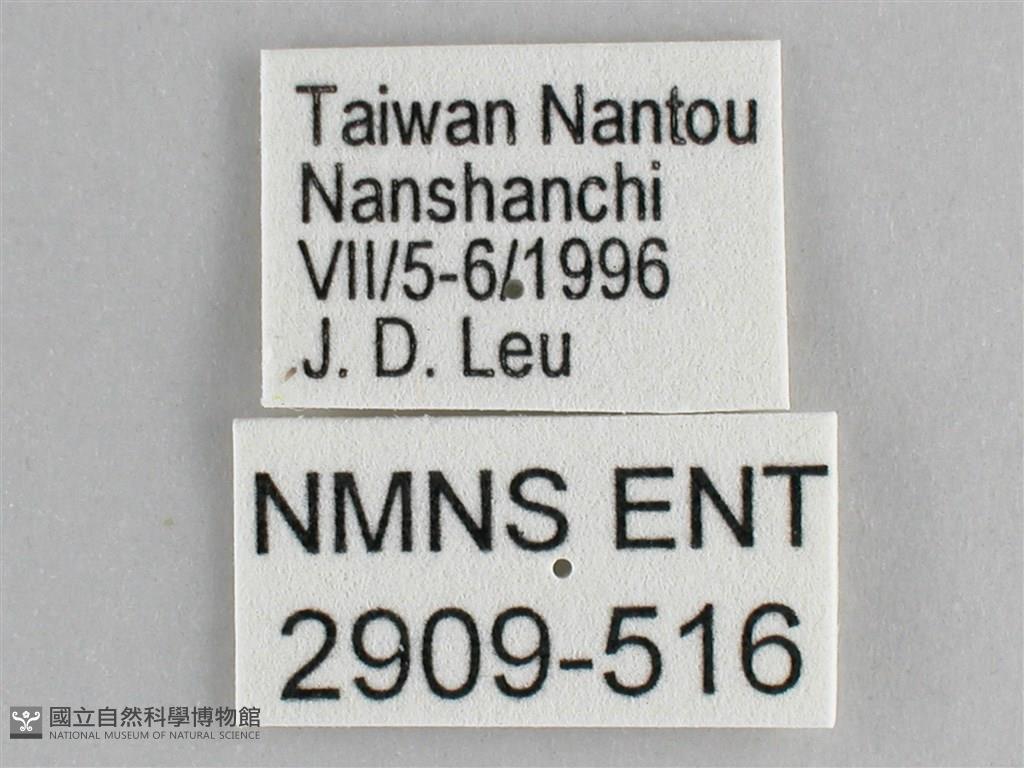 Taiwan Nantou
Nanshanchi
VII/5-6/1996
J. D. Leu
NMNS ENT
2909-516
國立自然科學博物館
NATIONAL MUSEUM OF NATURAL SCIENCE